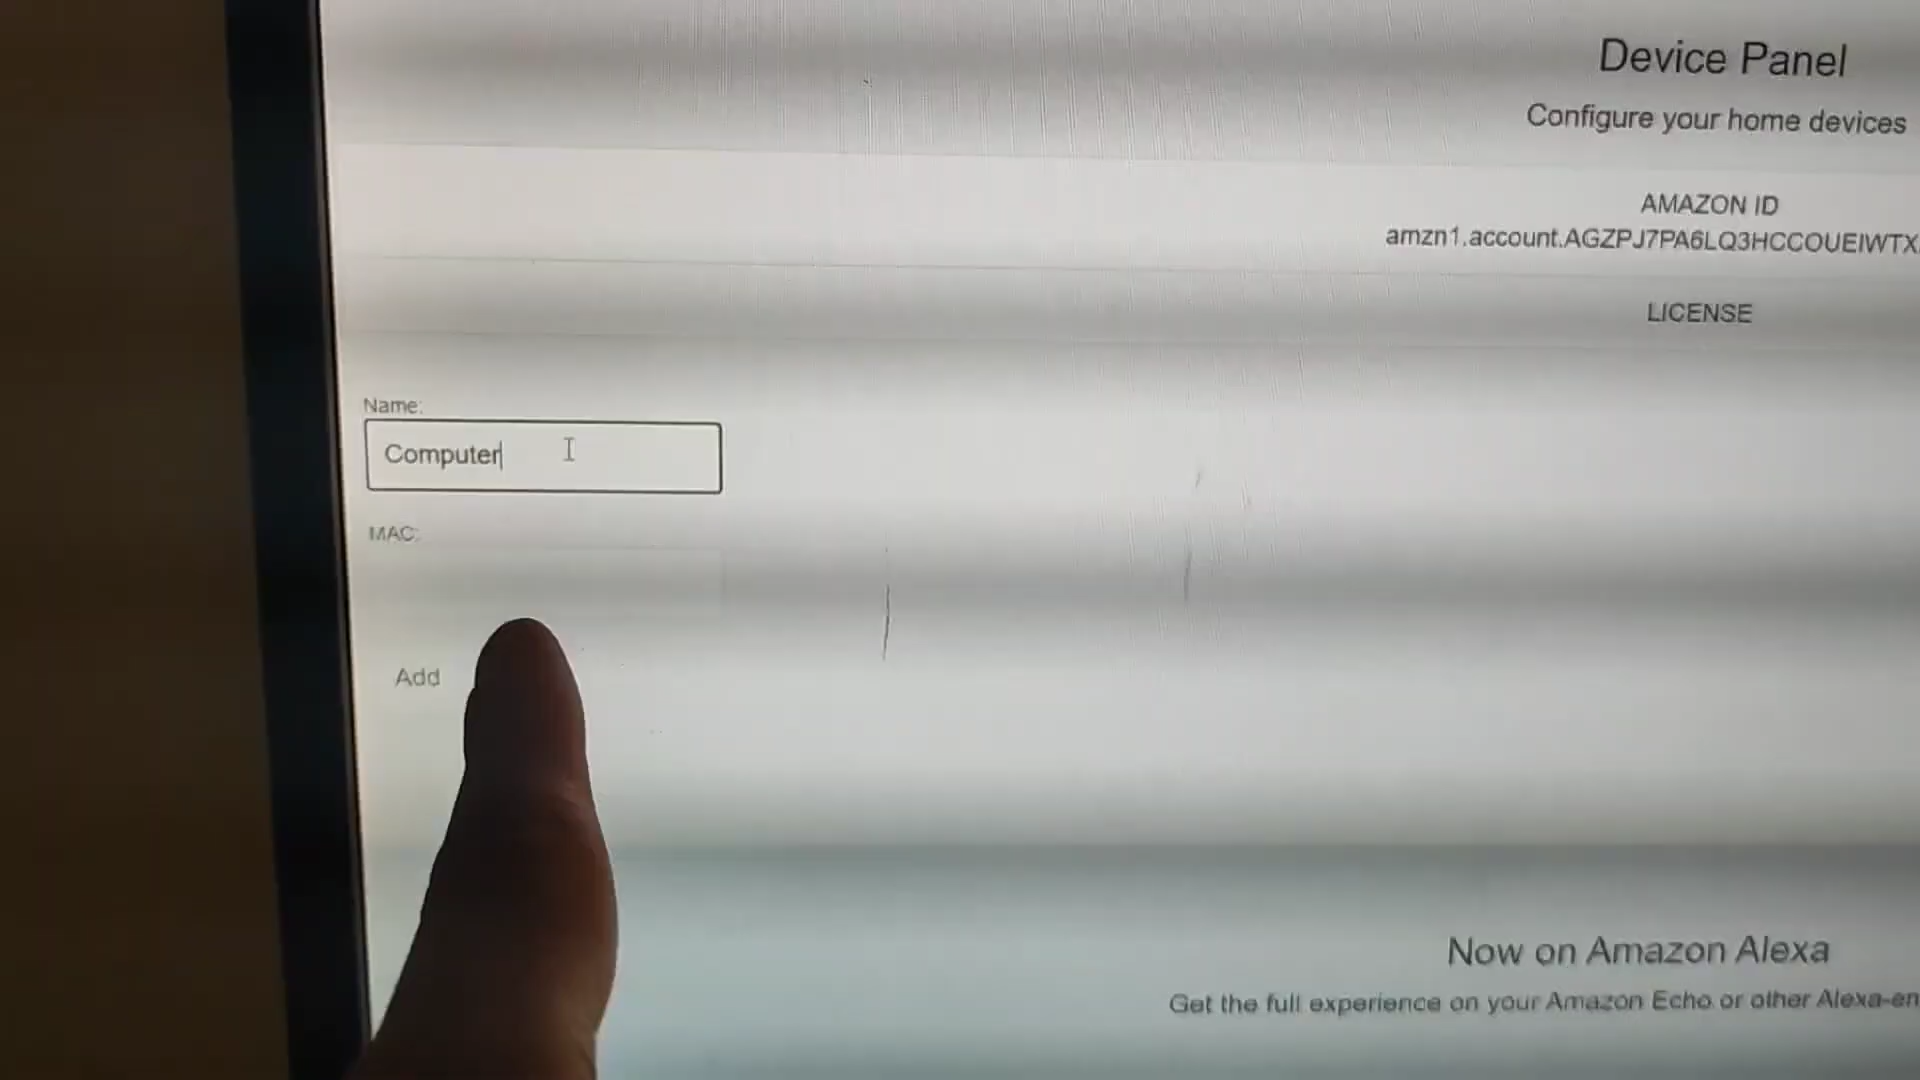 Device Panel
Configure your home devices
AMAZON ID
amzn1.account.AGZPJ7PA6LQ3HCCOUEIWTX
LICENSE
Name:
Computer
MAC:
Add
Now on Amazon Alexa
Get the full experience on your Amazon Echo or other Alexa-en